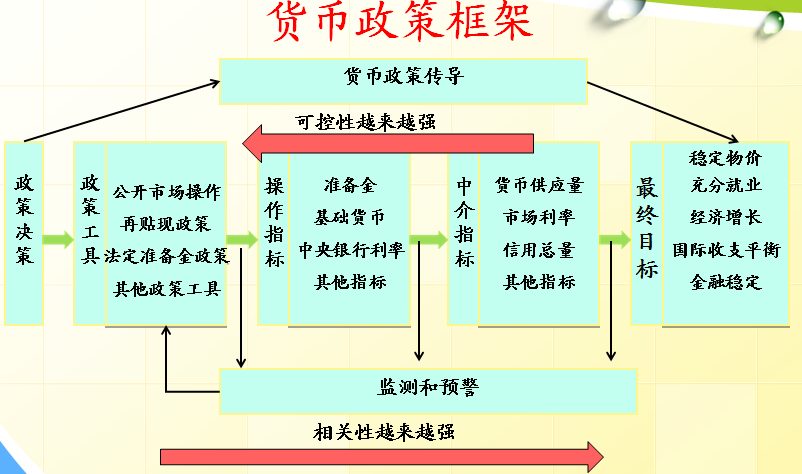 货币政策框架
货币政策传导
可控性越来越强
政策决策
政策工具
公开市场操作
再贴现政策
法定准备金政策
其他政策工具
操作指标
准备金
基础货币
中央银行利率
其他指标
中介指标
货币供应量
市场利率
信用总量
其他指标
最终目标
稳定物价
充分就业
经济增长
国际收支平衡
金融稳定
监测和预警
相关性越来越强